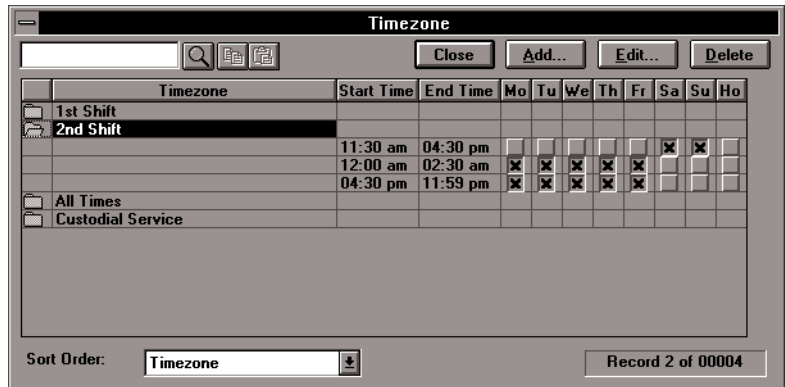 Timezone
Close Add... Edit... Delete
Timezone Start Time End Time Mo Tu We Th Fr Sa Su Ho
1st Shift
2nd Shift
11:30 am 04:30 pm
12:00 am 02:30 am
04:30 pm 11:59 pm
All Times
Custodial Service
Sort Order: Timezone Record 2 of 00004